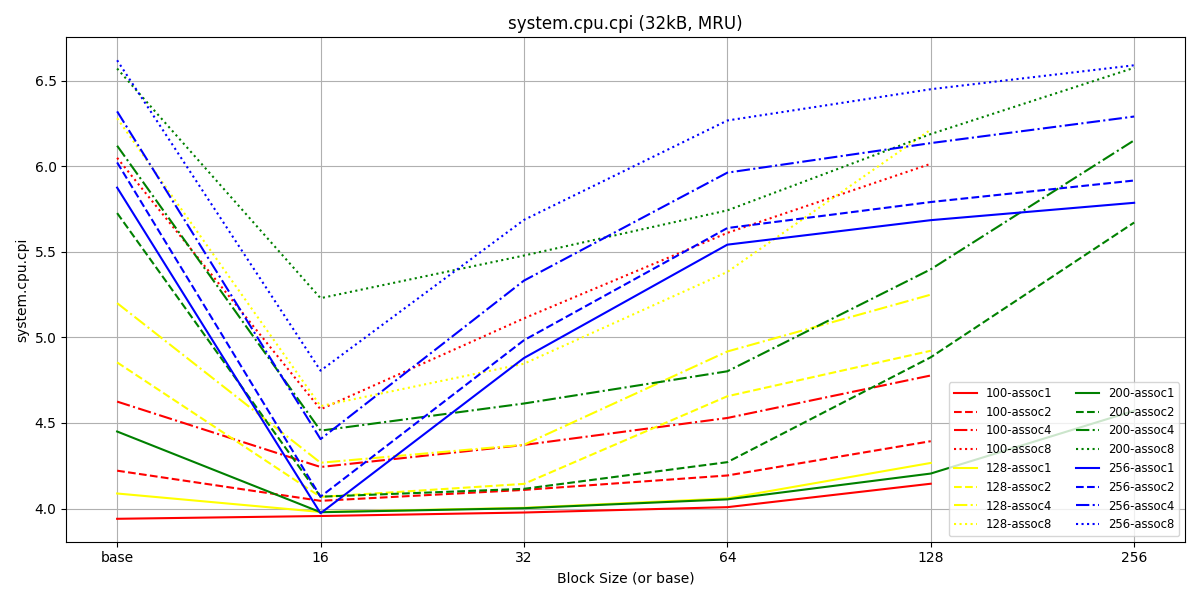 system.cpu.cpi (32kB, MRU)
system.cpu.cpi
6.5
6.0
5.5
5.0
4.5
4.0
base 16 32 64 128 256
Block Size (or base)
100-assoc1 200-assoc1
100-assoc2 200-assoc2
100-assoc4 200-assoc4
100-assoc8 200-assoc8
128-assoc1 256-assoc1
128-assoc2 256-assoc2
128-assoc4 256-assoc4
128-assoc8 256-assoc8